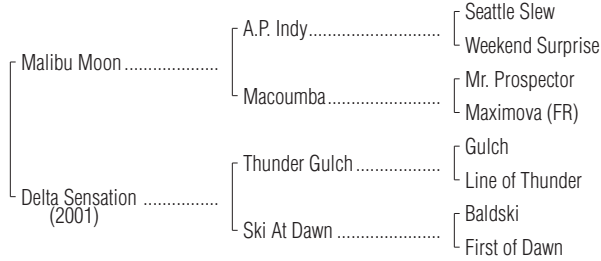 Seattle Slew
A.P. Indy........................................
Weekend Surprise
Malibu Moon .......................
Mr. Prospector
Macoumba..................................
Maximova (FR)
Gulch
Thunder Gulch .........................
Line of Thunder
Delta Sensation ..................
(2001)
Baldski
Ski At Dawn ...............................
First of Dawn